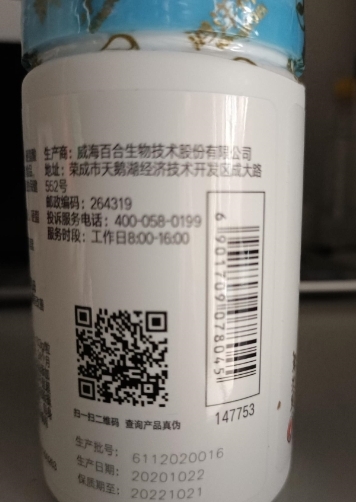 生产商：威海百合生物技术股份有限公司
地址：荣成市天鹅湖经济技术开发区成大路
552号
邮政编码：264319
投诉服务电话：400-058-0199
服务时段：工作日8:00-16:00
6901709078045
147753
扫一扫二维码 查询产品真伪
生产批号：6112020016
生产日期：20201022
保质期至：20221021